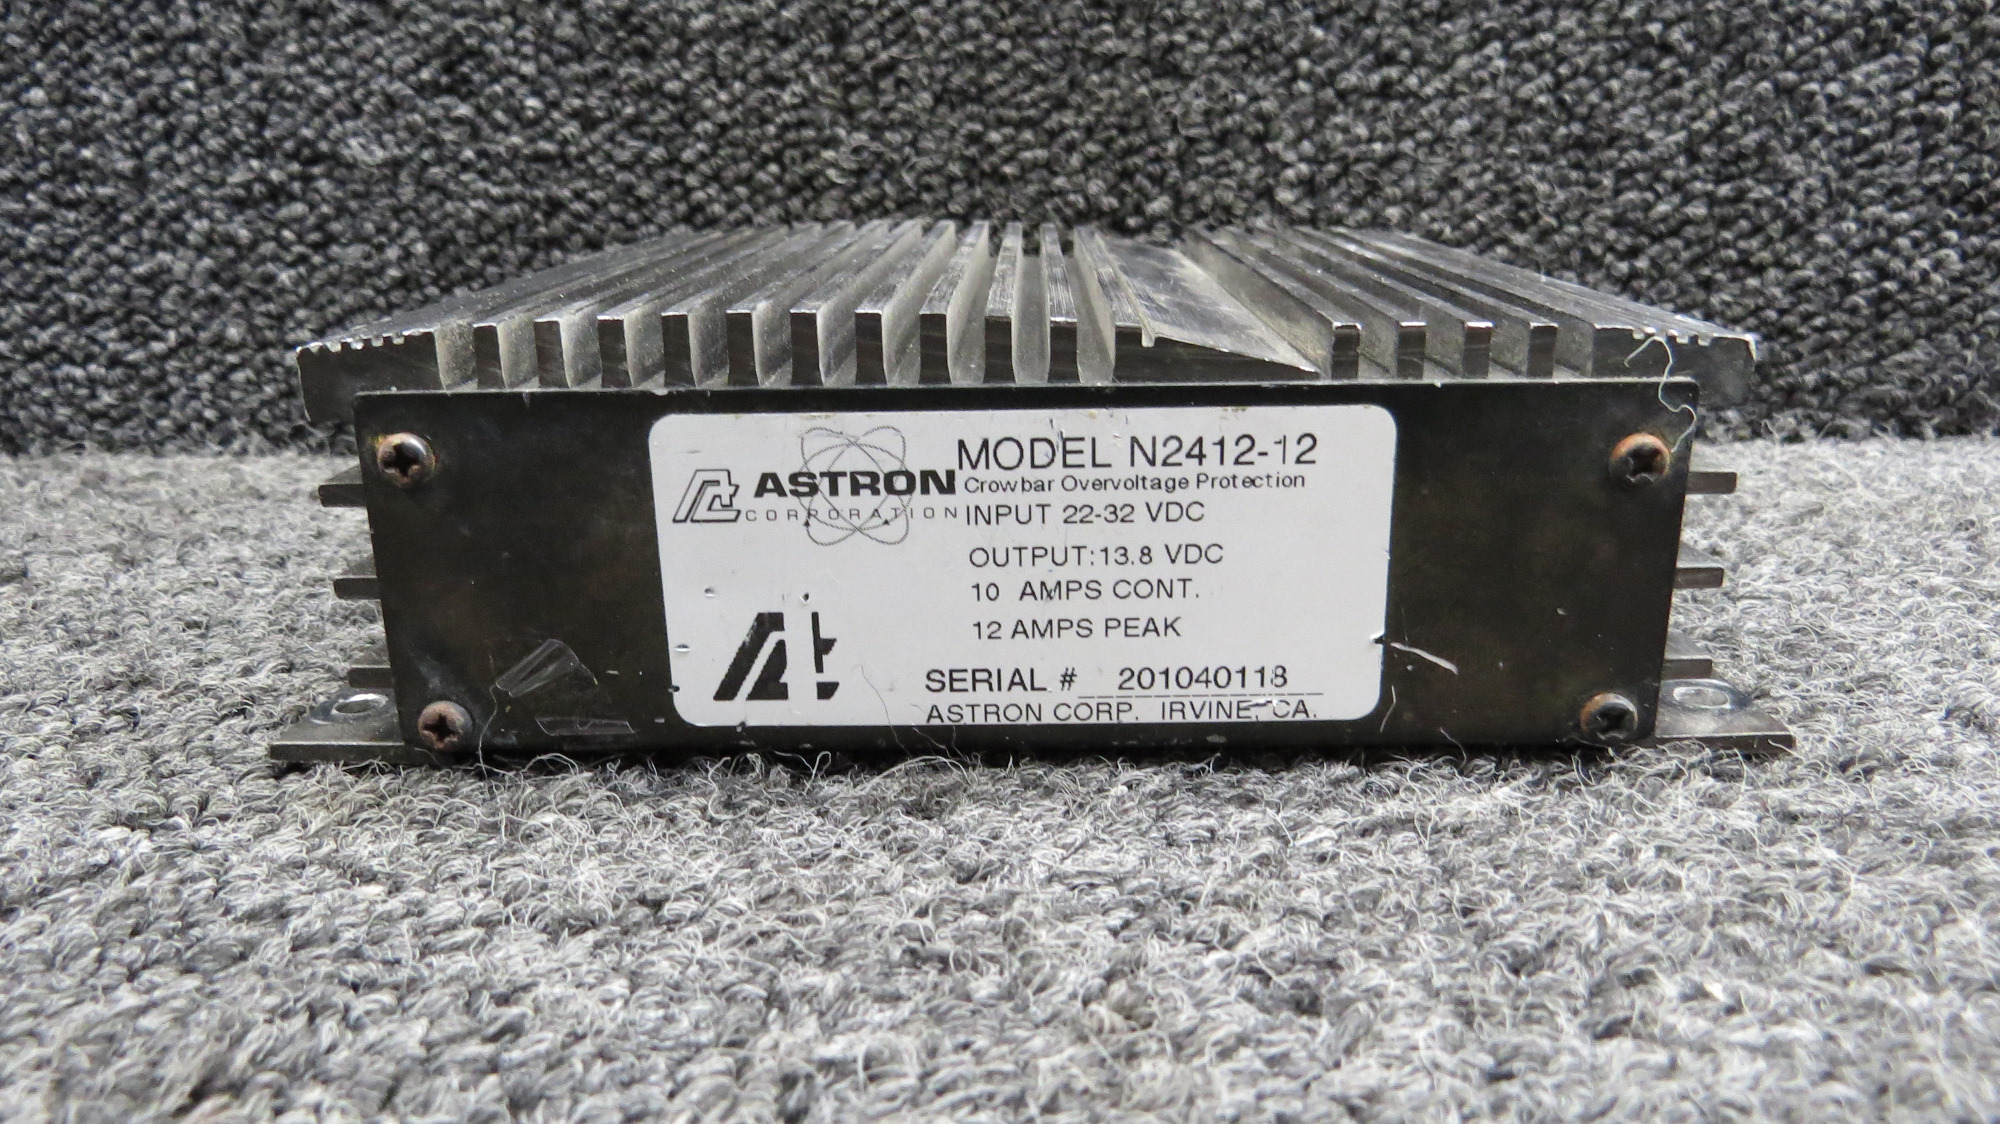 ASTRON
CORPORATION
MODEL N2412-12
Crowbar Overvoltage Protection
INPUT 22-32 VDC
OUTPUT:13.8 VDC
10 AMPS CONT.
12 AMPS PEAK
SERIAL # 201040118
ASTRON CORP. IRVINE, CA.